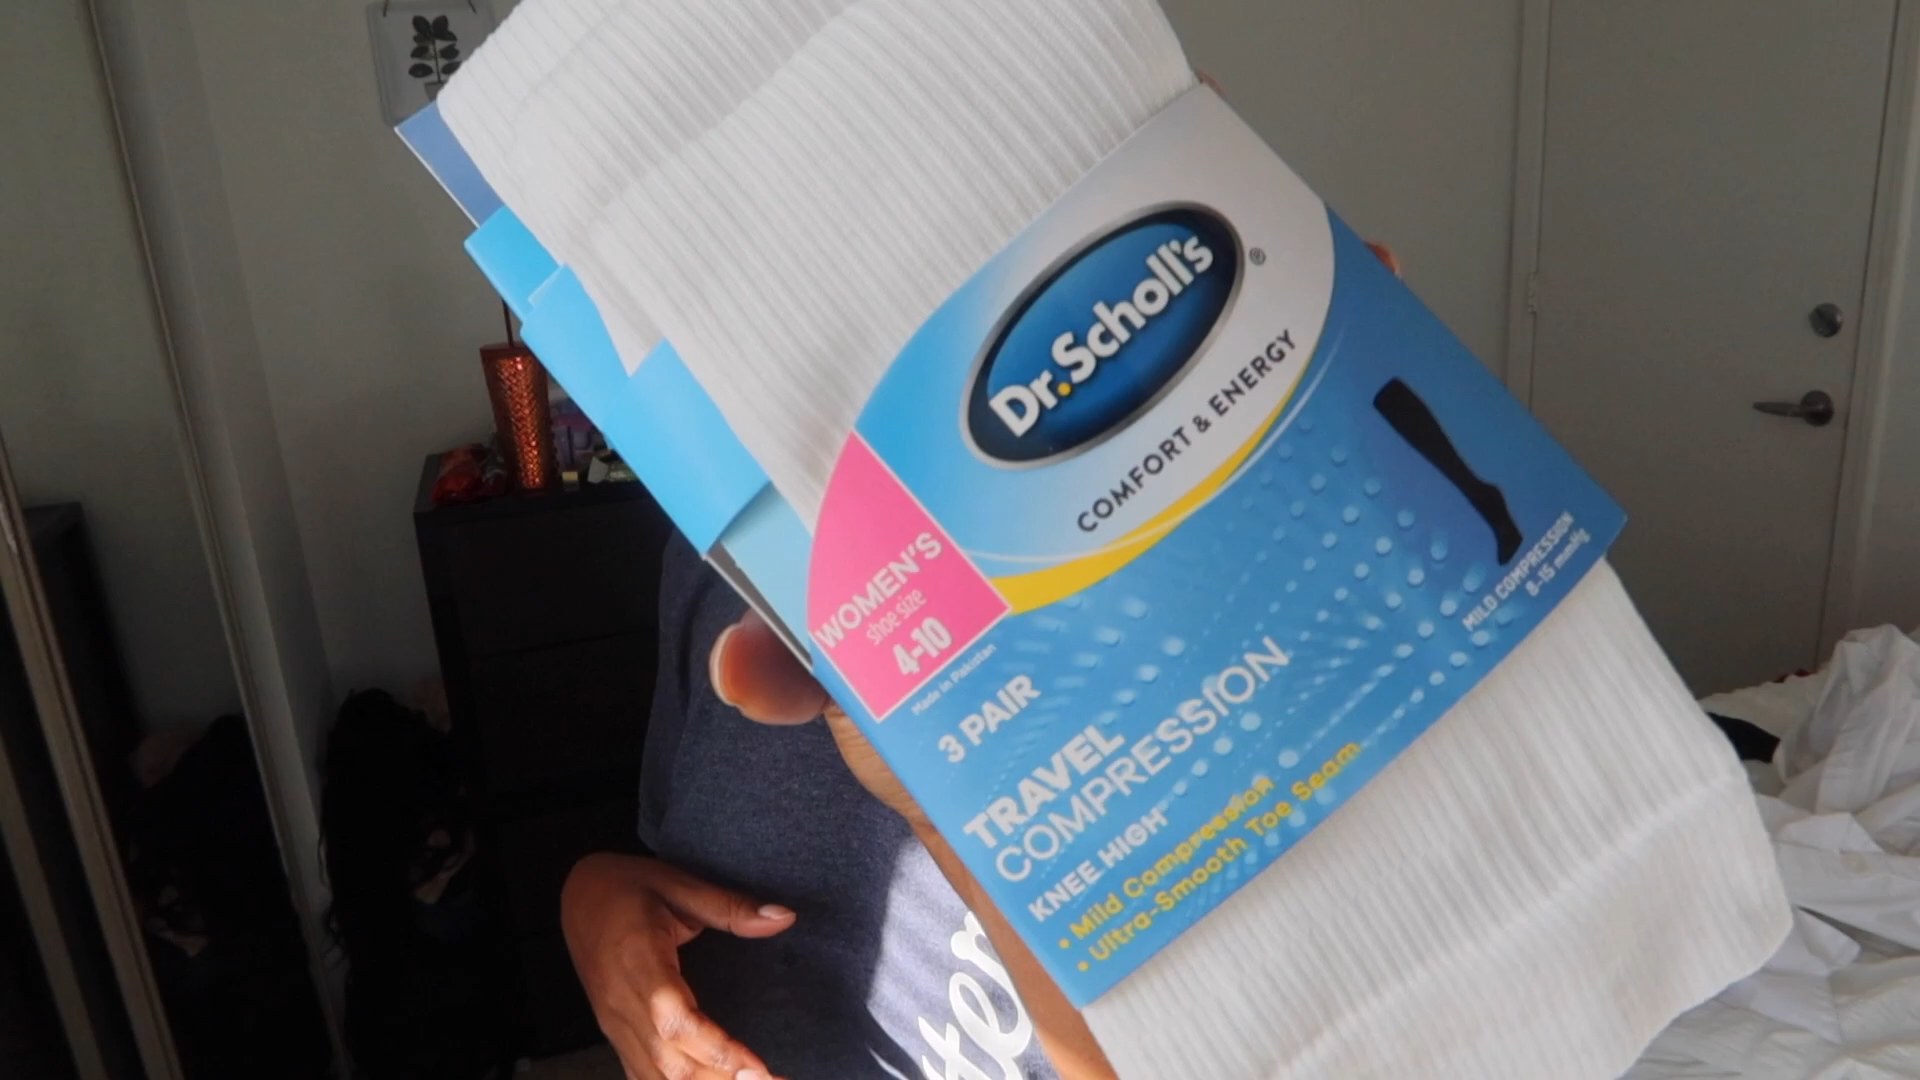 Dr.Scholl's®
COMFORT & ENERGY
WOMEN'S
shoe size
4-10
Made in Pakistan
MILD COMPRESSION
8-15 mmHg
3 PAIR
TRAVEL
COMPRESSION
KNEE HIGH
• Mild Compression
• Ultra-Smooth Toe Seam